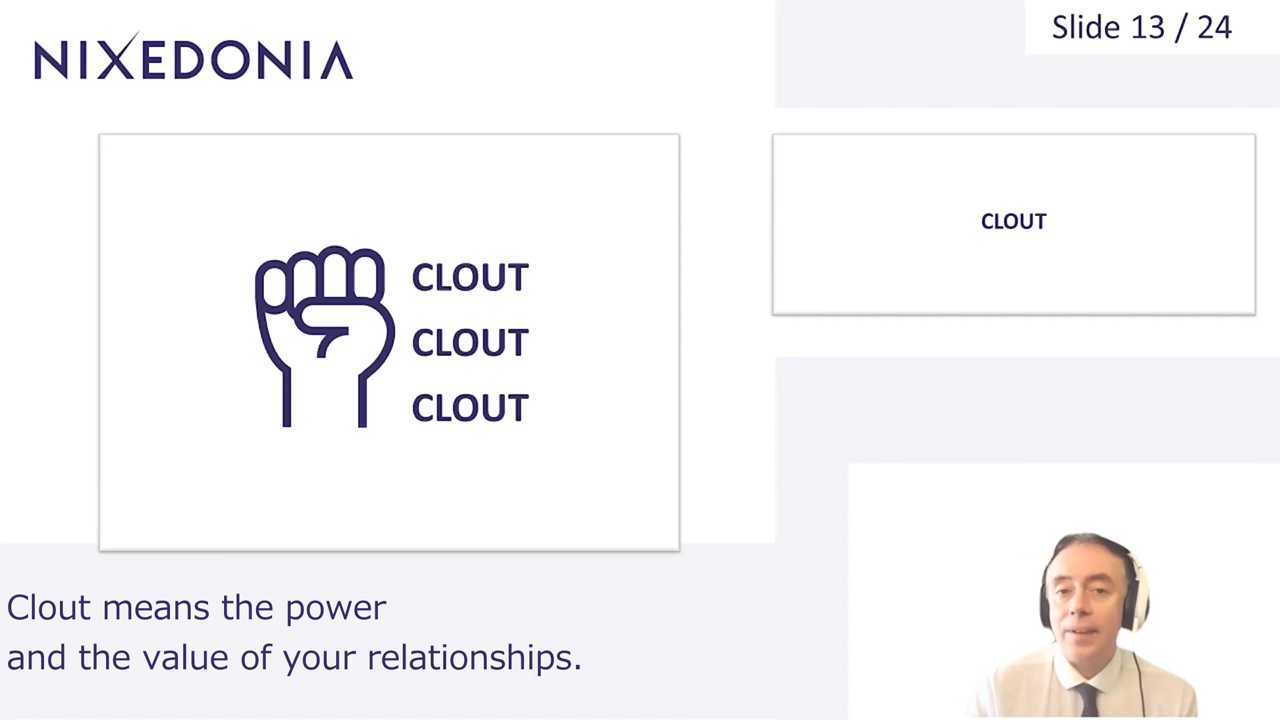 NIXEDONIA
Slide 13 / 24
CLOUT
CLOUT
CLOUT
CLOUT
Clout means the power
and the value of your relationships.